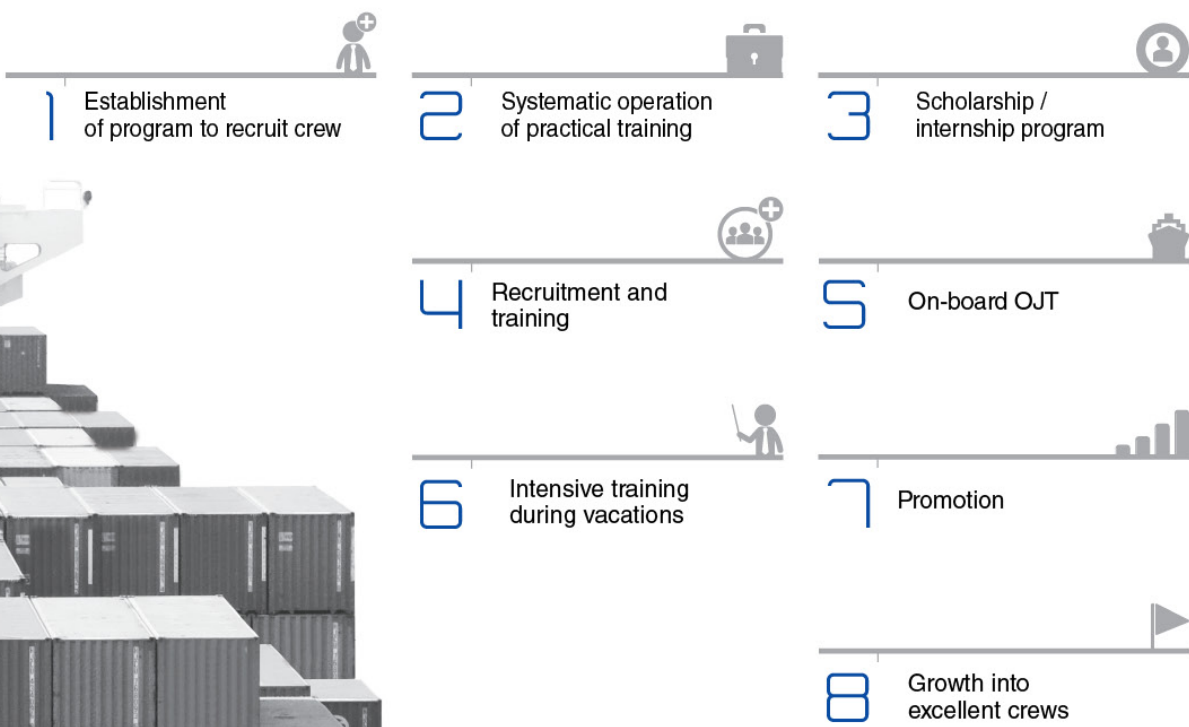 1
Establishment
of program to recruit crew
2
Systematic operation
of practical training
3
Scholarship /
internship program
4
Recruitment and
training
5
On-board OJT
6
Intensive training
during vacations
7
Promotion
8
Growth into
excellent crews